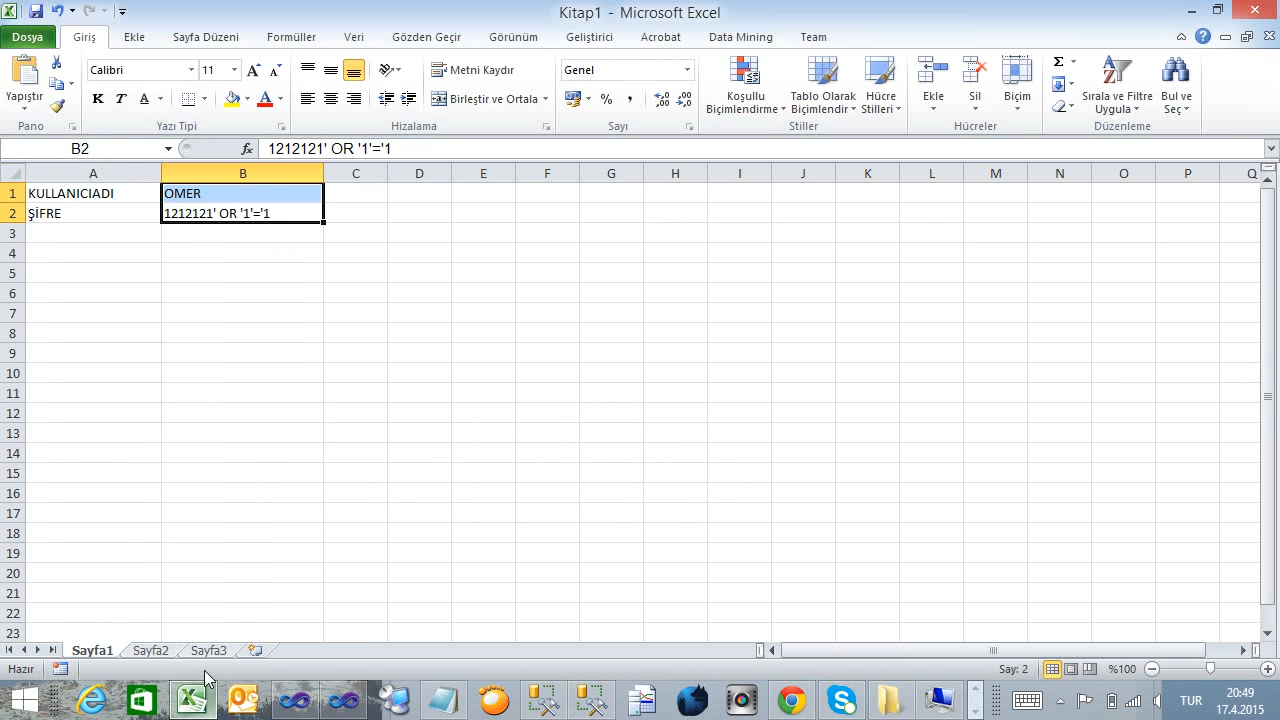 Kitap1 - Microsoft Excel
Dosya Giriş Ekle Sayfa Düzeni Formüller Veri Gözden Geçir Görünüm Geliştirici Acrobat Data Mining Team
Yapıştır
Pano
Calibri 11
K T A A
Yazı Tipi
Metni Kaydır
Birleştir ve Ortala
Hizalama
Genel
% ,
Sayı
Koşullu Biçimlendirme
Tablo Olarak Biçimlendir
Hücre Stilleri
Stiller
Ekle Sil Biçim
Hücreler
Sırala ve Filtre Uygula
Bul ve Seç
Düzenleme
B2 fx 1212121' OR '1'='1
A B C D E F G H I J K L M N O P Q
1 KULLANICIADI OMER
2 ŞİFRE 1212121' OR '1'='1
3
4
5
6
7
8
9
10
11
12
13
14
15
16
17
18
19
20
21
22
23
Sayfa1 Sayfa2 Sayfa3
Hazır Say: 2 %100
TUR 20:49
17.4.2015